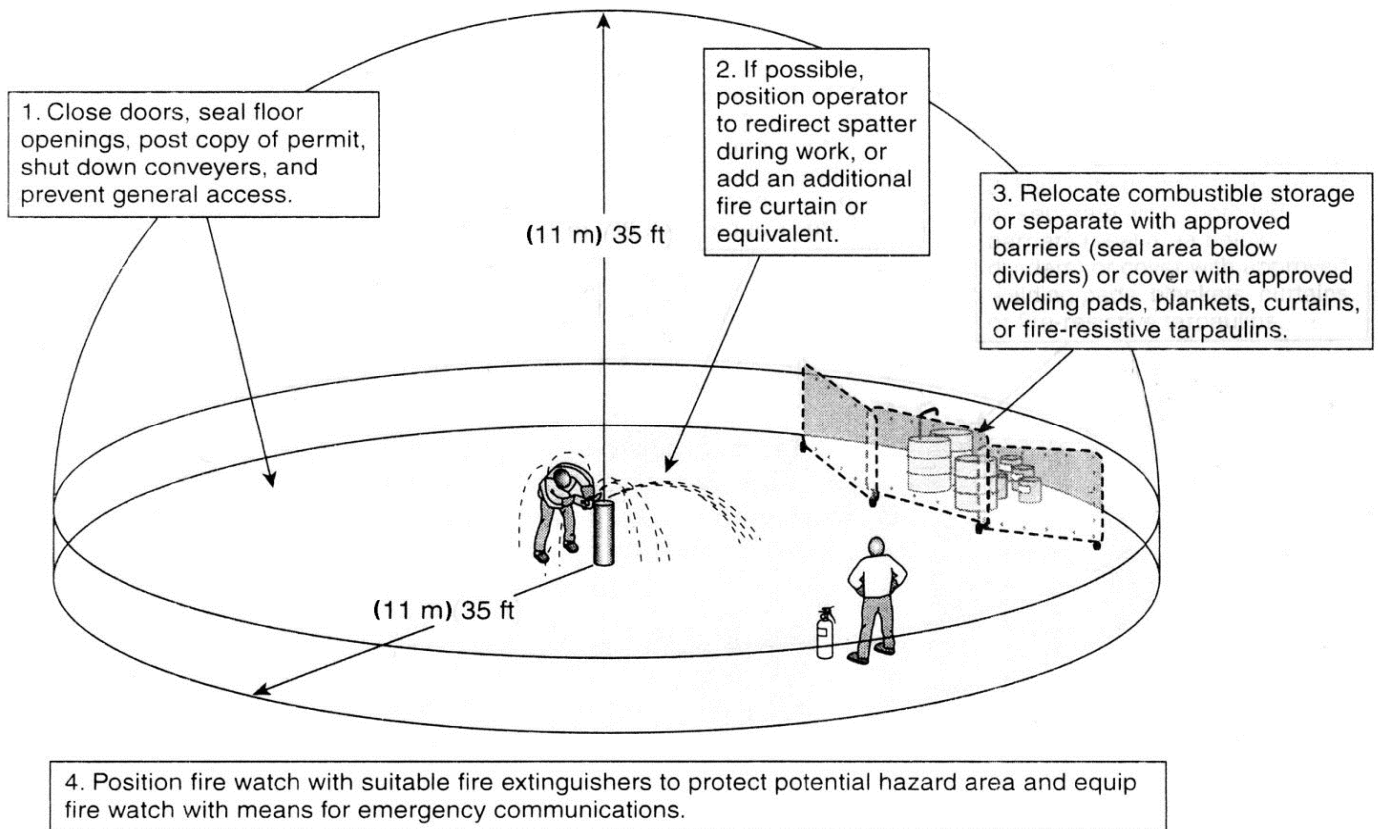 1. Close doors, seal floor
openings, post copy of permit,
shut down conveyers, and
prevent general access.
2. If possible,
position operator
to redirect spatter
during work, or
add an additional
fire curtain or
equivalent.
3. Relocate combustible storage
or separate with approved
barriers (seal area below
dividers) or cover with approved
welding pads, blankets, curtains,
or fire-resistive tarpaulins.
(11 m) 35 ft
(11 m) 35 ft
4. Position fire watch with suitable fire extinguishers to protect potential hazard area and equip
fire watch with means for emergency communications.